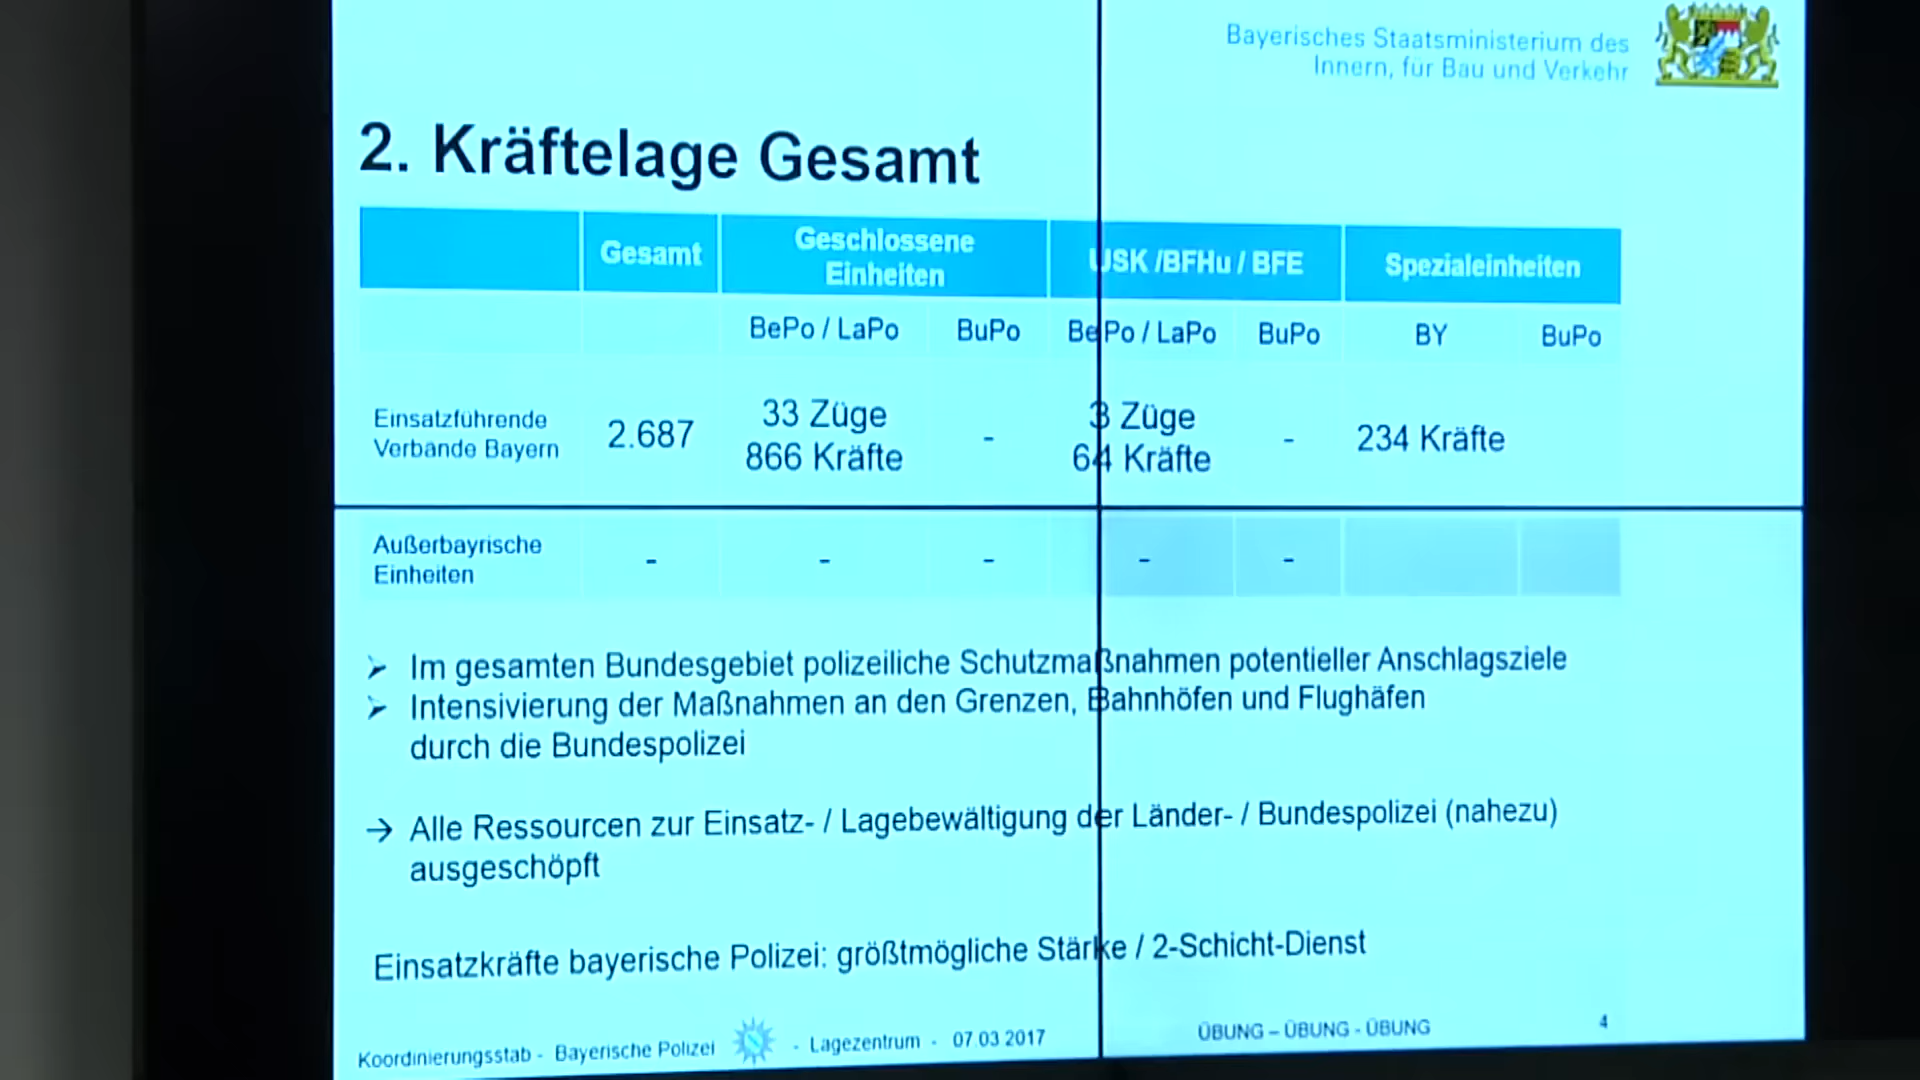 Bayerisches Staatsministerium des
Innern, für Bau und Verkehr
2. Kräftelage Gesamt
Gesamt
Geschlossene
Einheiten
USK /BFHu / BFE
Spezialeinheiten
BePo / LaPo
BuPo
BePo / LaPo
BuPo
BY
BuPo
Einsatzführende
Verbände Bayern
2.687
33 Züge
866 Kräfte
-
3 Züge
64 Kräfte
-
234 Kräfte
Außerbayrische
Einheiten
-
-
-
-
-
➢ Im gesamten Bundesgebiet polizeiliche Schutzmaßnahmen potentieller Anschlagsziele
➢ Intensivierung der Maßnahmen an den Grenzen, Bahnhöfen und Flughäfen
durch die Bundespolizei
→ Alle Ressourcen zur Einsatz- / Lagebewältigung der Länder- / Bundespolizei (nahezu)
ausgeschöpft
Einsatzkräfte bayerische Polizei: größtmögliche Stärke / 2-Schicht-Dienst
Koordinierungsstab - Bayerische Polizei - Lagezentrum - 07.03.2017
ÜBUNG – ÜBUNG - ÜBUNG
4